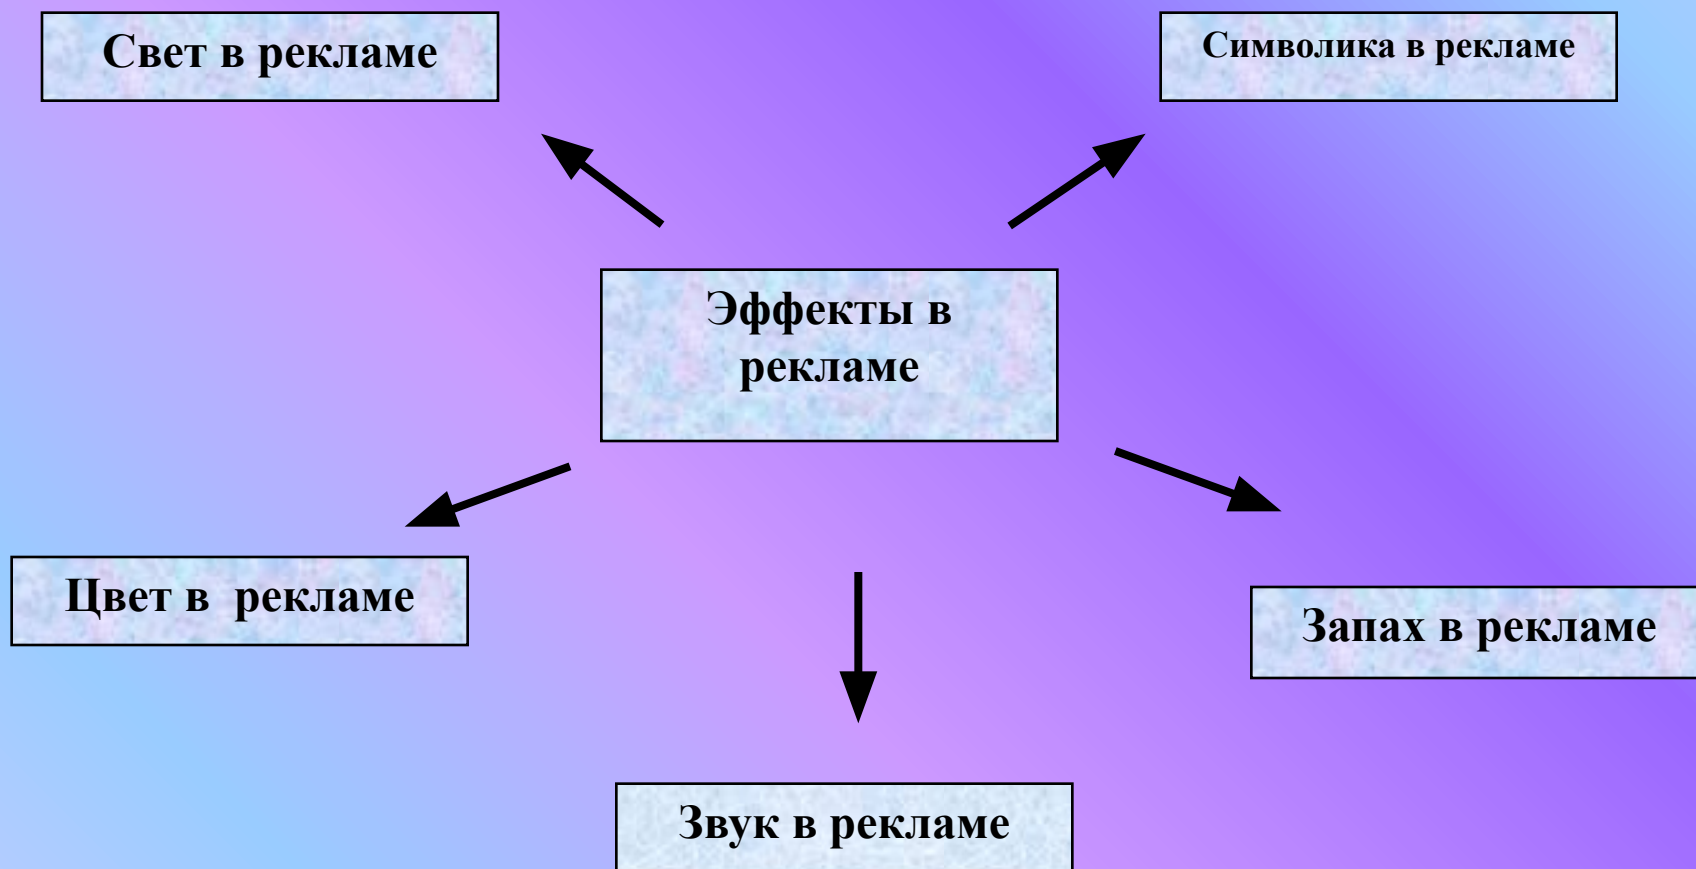 Свет в рекламе
Символика в рекламе
Эффекты в
рекламе
Цвет в  рекламе
Запах в рекламе
Звук в рекламе